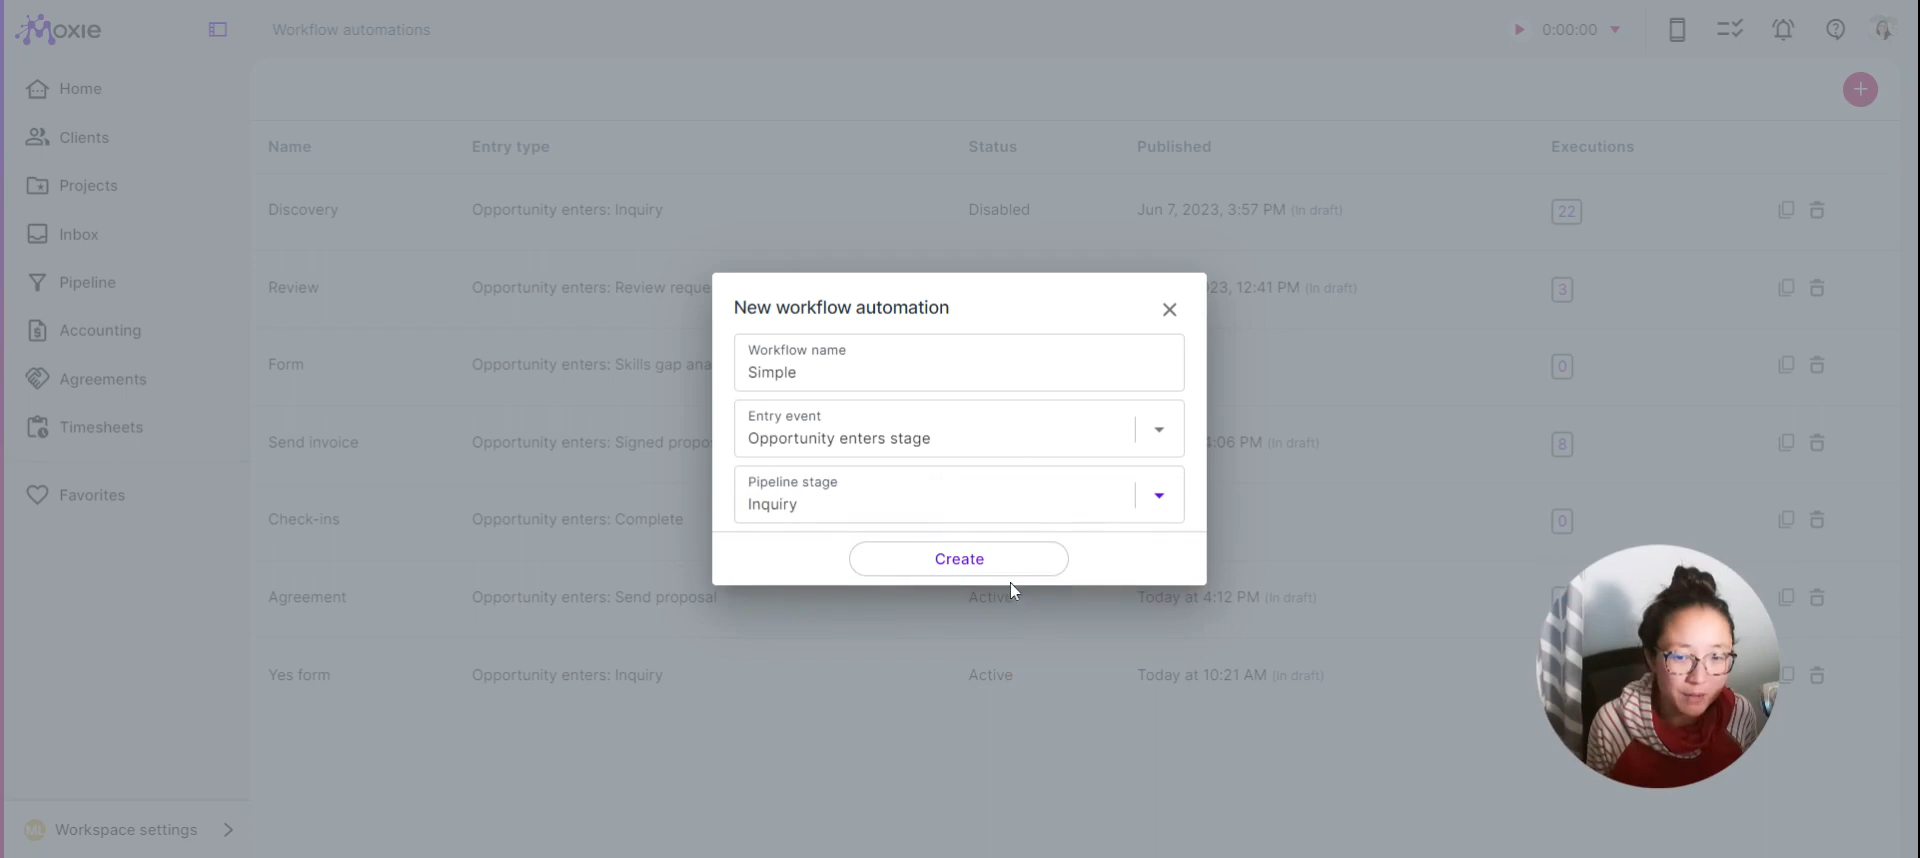 Moxie
Workflow automations
0:00:00
Home
Clients
Projects
Inbox
Pipeline
Accounting
Agreements
Timesheets
Favorites
ML Workspace settings
Name Entry type Status Published Executions
Discovery Opportunity enters: Inquiry Disabled Jun 7, 2023, 3:57 PM (In draft) 22
Review Opportunity enters: Review reque 23, 12:41 PM (In draft) 3
Form Opportunity enters: Skills gap ana 0
Send invoice Opportunity enters: Signed propo 4:06 PM (In draft) 8
Check-ins Opportunity enters: Complete 0
Agreement Opportunity enters: Send proposal Active Today at 4:12 PM (In draft)
Yes form Opportunity enters: Inquiry Active Today at 10:21 AM (In draft)
New workflow automation
Workflow name
Simple
Entry event
Opportunity enters stage
Pipeline stage
Inquiry
Create